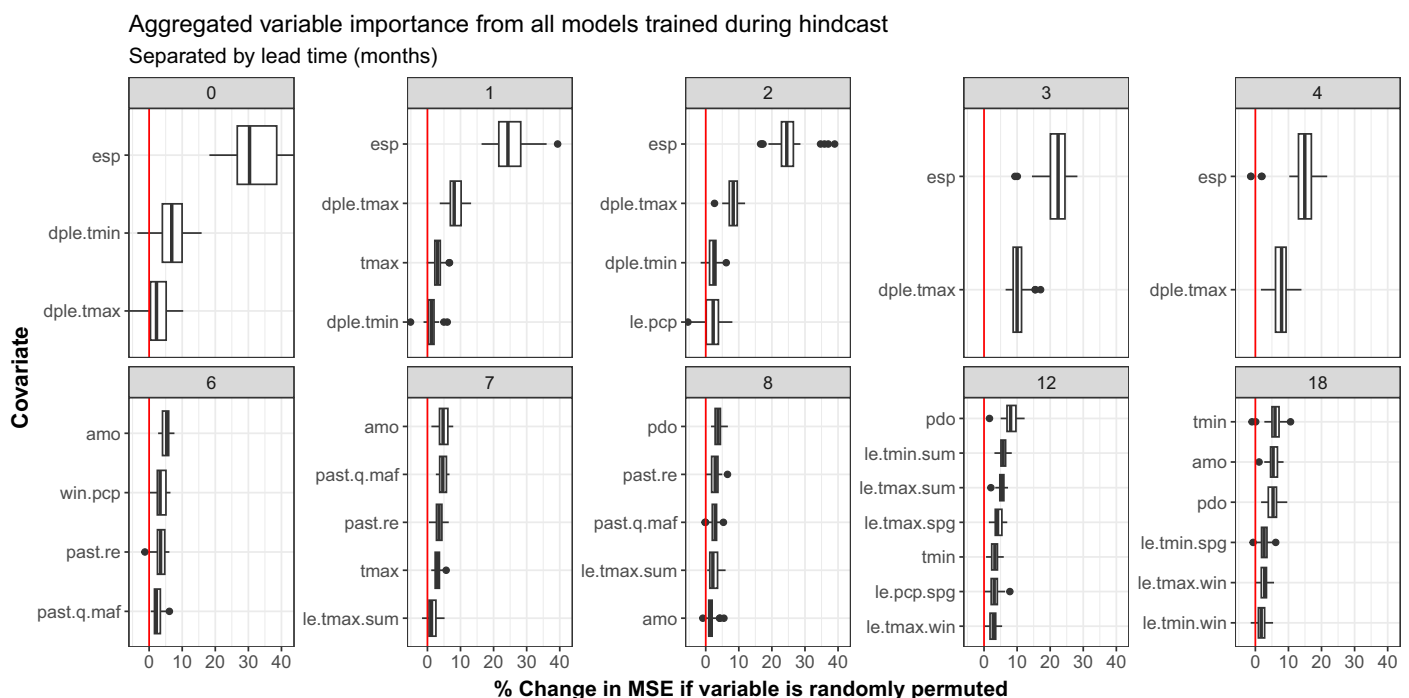 Aggregated variable importance from all models trained during hindcast
Separated by lead time (months)
0
1
2
3
4
esp
dple.tmin
dple.tmax
esp
dple.tmax
tmax
dple.tmin
esp
dple.tmax
dple.tmin
le.pcp
esp
dple.tmax
esp
dple.tmax
Covariate
6
7
8
12
18
amo
win.pcp
past.re
past.q.maf
amo
past.q.maf
past.re
tmax
le.tmax.sum
pdo
past.re
past.q.maf
le.tmax.sum
amo
pdo
le.tmin.sum
le.tmax.sum
le.tmax.spg
tmin
le.pcp.spg
le.tmax.win
tmin
amo
pdo
le.tmin.spg
le.tmax.win
le.tmin.win
0 10 20 30 40
0 10 20 30 40
0 10 20 30 40
0 10 20 30 40
0 10 20 30 40
% Change in MSE if variable is randomly permuted